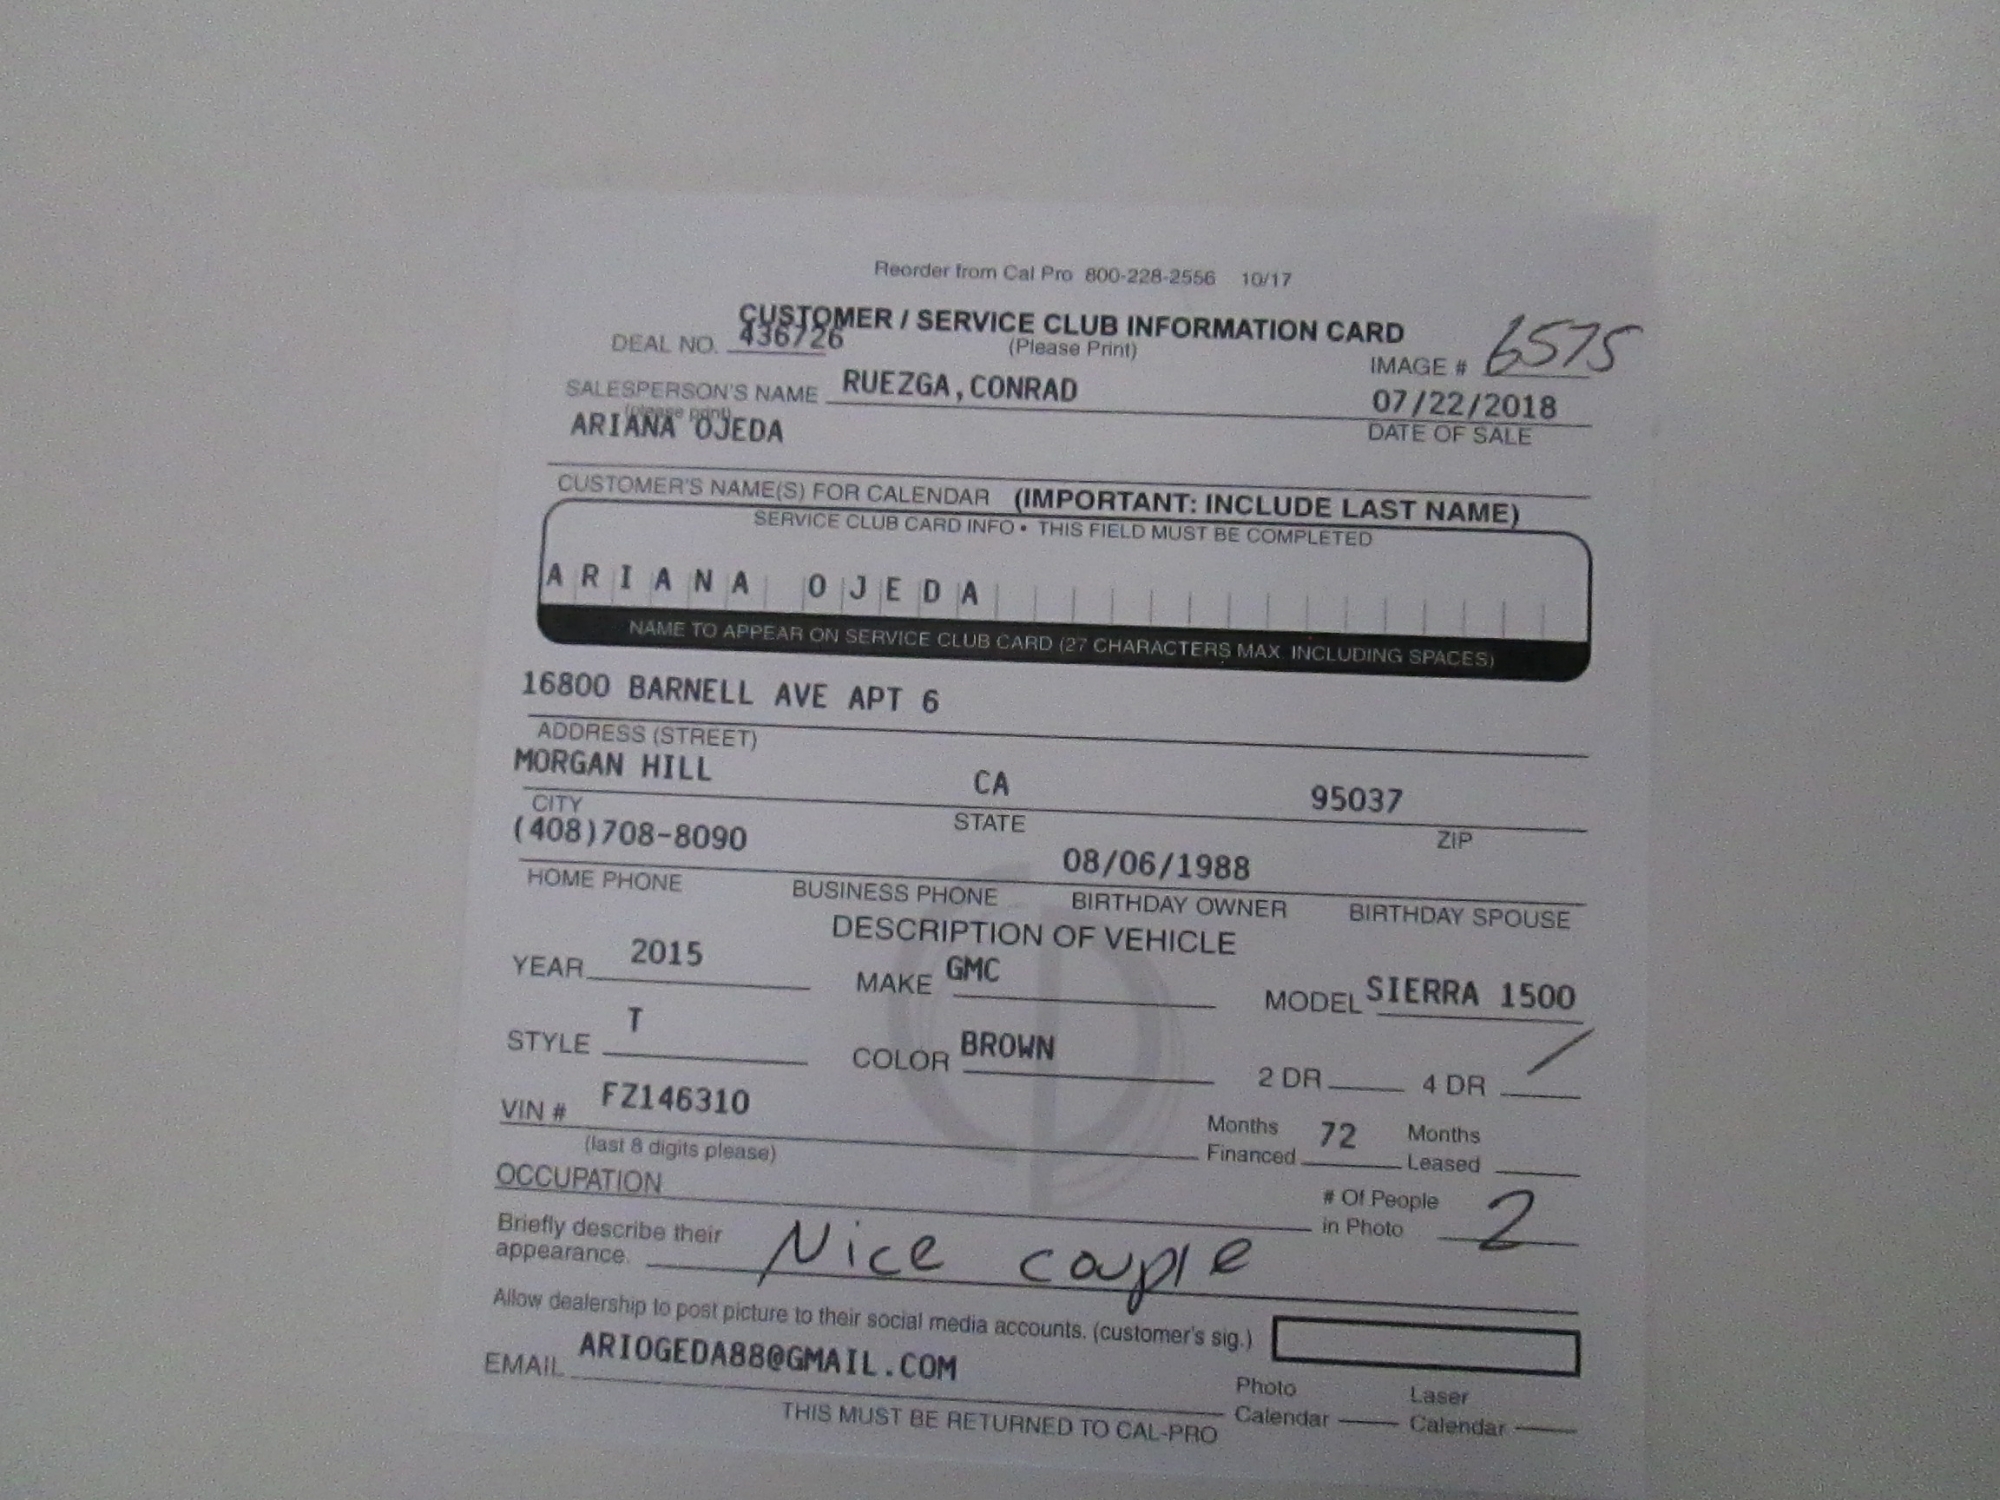 Reorder from Cal Pro 800-228-2556 10/17
CUSTOMER / SERVICE CLUB INFORMATION CARD
DEAL NO. 436726 (Please Print) IMAGE # 6575
SALESPERSON'S NAME RUEZGA,CONRAD 07/22/2018
(please print) DATE OF SALE
ARIANA OJEDA
CUSTOMER'S NAME(S) FOR CALENDAR (IMPORTANT: INCLUDE LAST NAME)
SERVICE CLUB CARD INFO • THIS FIELD MUST BE COMPLETED
ARIANA OJEDA
NAME TO APPEAR ON SERVICE CLUB CARD (27 CHARACTERS MAX. INCLUDING SPACES)
16800 BARNELL AVE APT 6
ADDRESS (STREET)
MORGAN HILL CA 95037
CITY STATE ZIP
(408)708-8090 08/06/1988
HOME PHONE BUSINESS PHONE BIRTHDAY OWNER BIRTHDAY SPOUSE
DESCRIPTION OF VEHICLE
YEAR 2015 MAKE GMC MODEL SIERRA 1500
STYLE T COLOR BROWN 2 DR 4 DR /
VIN # FZ146310 Months Financed 72 Months Leased
(last 8 digits please)
OCCUPATION # Of People in Photo 2
Briefly describe their appearance. Nice couple
Allow dealership to post picture to their social media accounts. (customer's sig.)
EMAIL ARIOGEDA88@GMAIL.COM Photo Calendar Laser Calendar
THIS MUST BE RETURNED TO CAL-PRO